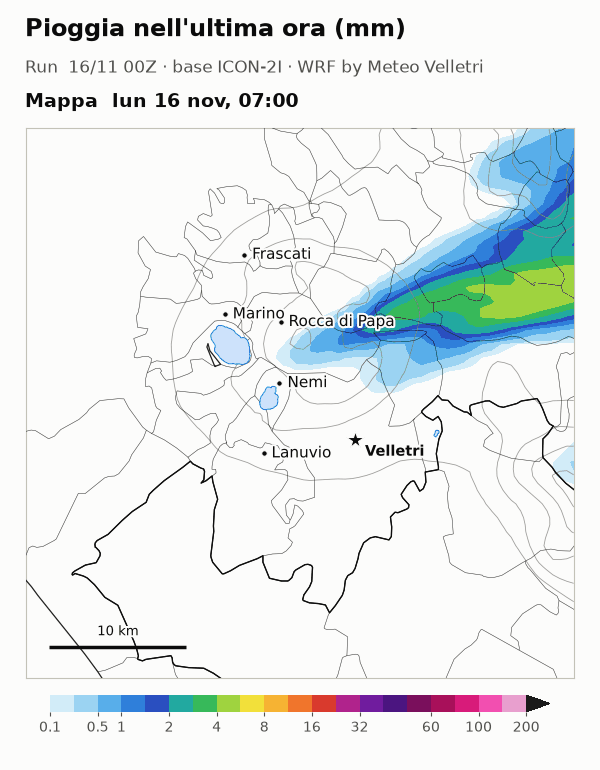 Pioggia nell'ultima ora (mm)
Run  16/11 00Z · base ICON-2I · WRF by Meteo Velletri
Mappa  lun 16 nov, 07:00
Frascati
Marino
Rocca di Papa
Nemi
Velletri
Lanuvio
10 km
0.1 0.5 1 2 4 8 16 32 60 100 200